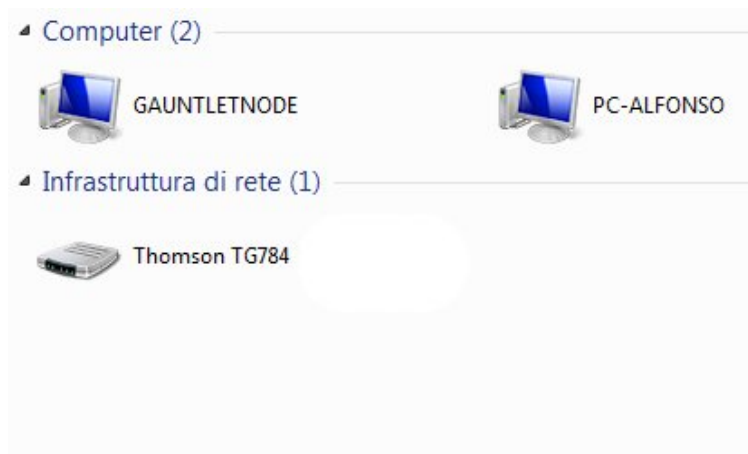 Computer (2)
GAUNTLETNODE
PC-ALFONSO
Infrastruttura di rete (1)
Thomson TG784